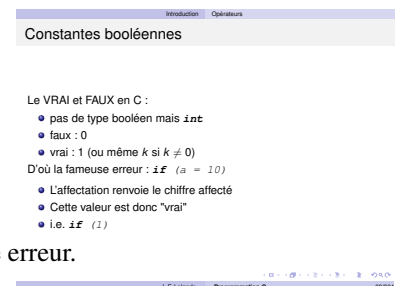 Introduction Opérateurs
Constantes booléennes
Le VRAI et FAUX en C :
pas de type booléen mais int
faux : 0
vrai : 1 (ou même k si k ≠ 0)
D'où la fameuse erreur : if (a = 10)
L'affectation renvoie le chiffre affecté
Cette valeur est donc "vrai"
i.e. if (1)
erreur.